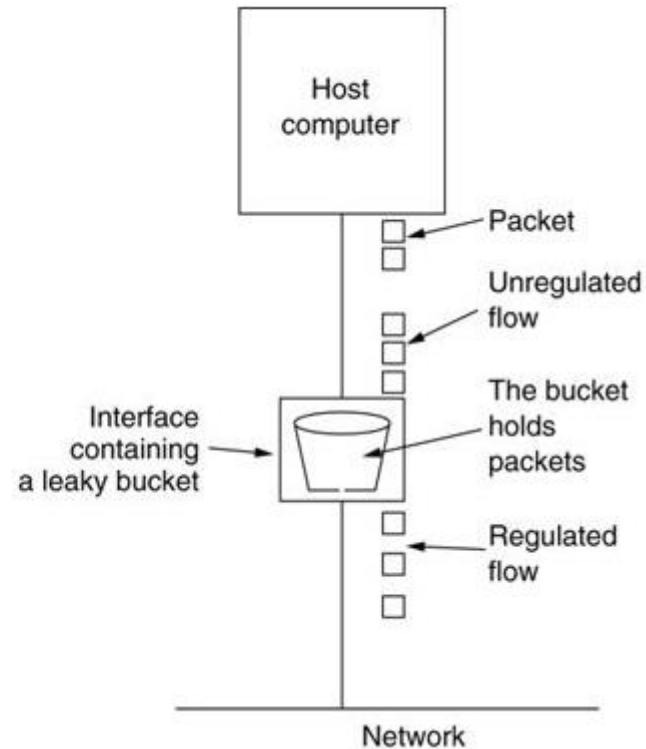 Host
computer
Packet
Unregulated
flow
Interface
containing
a leaky bucket
The bucket
holds
packets
Regulated
flow
Network